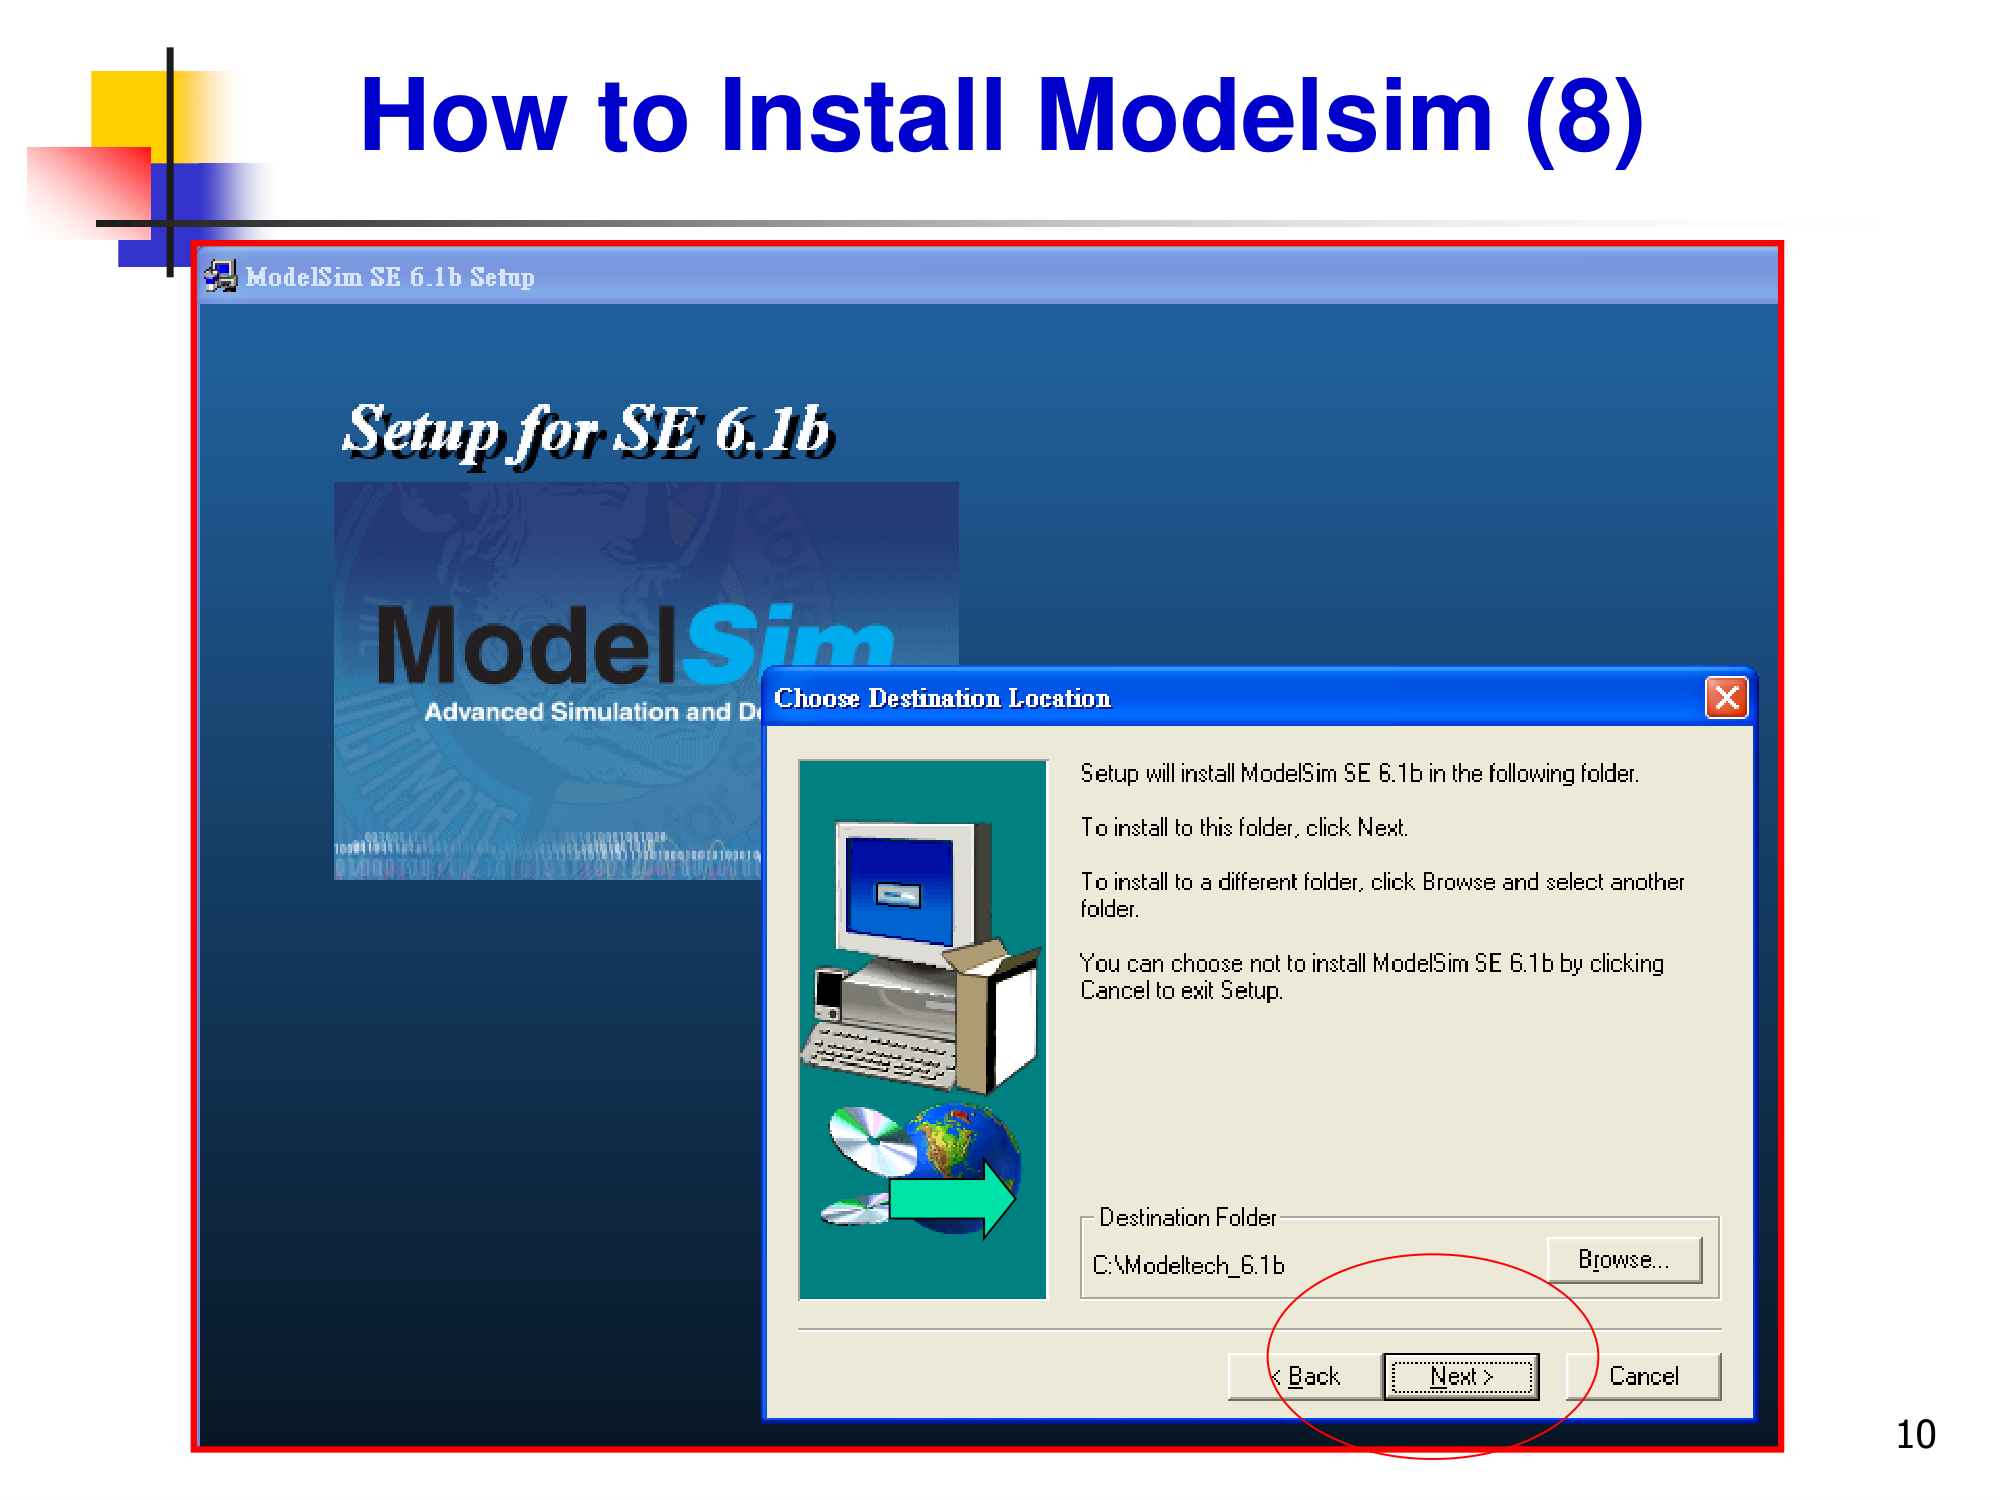 How to Install Modelsim (8)
ModelSim SE 6.1b Setup
Setup for SE 6.1b
ModelSim
Advanced Simulation and D
Choose Destination Location
Setup will install ModelSim SE 6.1b in the following folder.
To install to this folder, click Next.
To install to a different folder, click Browse and select another
folder.
You can choose not to install ModelSim SE 6.1b by clicking
Cancel to exit Setup.
Destination Folder
C:\Modeltech_6.1b
Browse...
< Back
Next >
Cancel
10